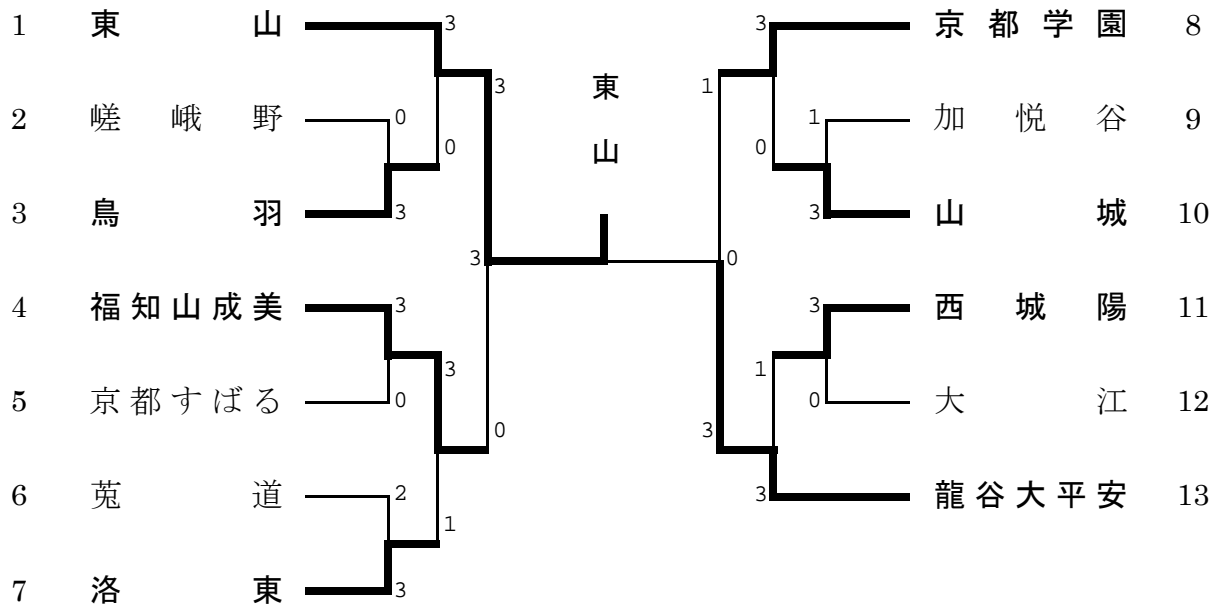 1 東山 3 3 京都学園 8
3 東 1
2 嵯峨野 0 1 加悦谷 9
0 山 0
3 鳥羽 3 3 山城 10
3 0
4 福知山成美 3 3 西城陽 11
3 1
5 京都すばる 0 0 大江 12
0 3
6 莵道 2 3 龍谷大平安 13
1
7 洛東 3